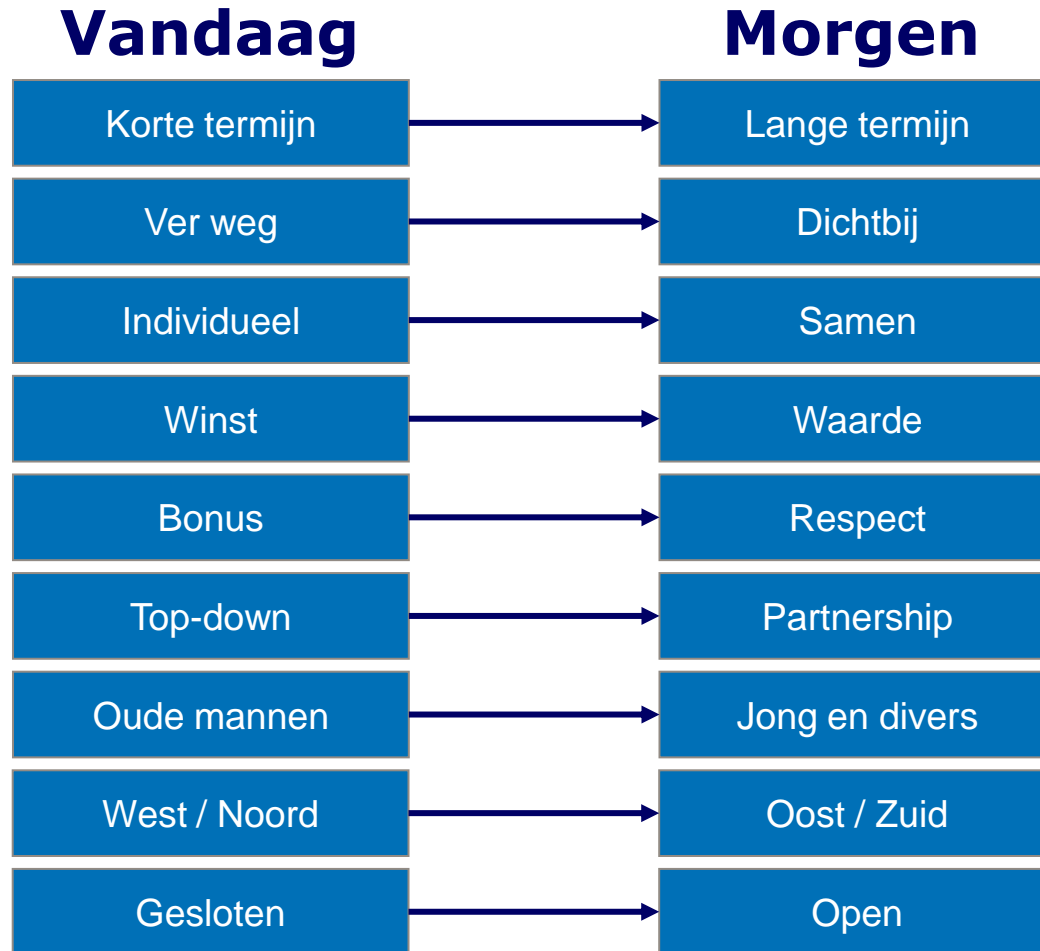 Vandaag Morgen
Korte termijn Lange termijn
Ver weg Dichtbij
Individueel Samen
Winst Waarde
Bonus Respect
Top-down Partnership
Oude mannen Jong en divers
West / Noord Oost / Zuid
Gesloten Open